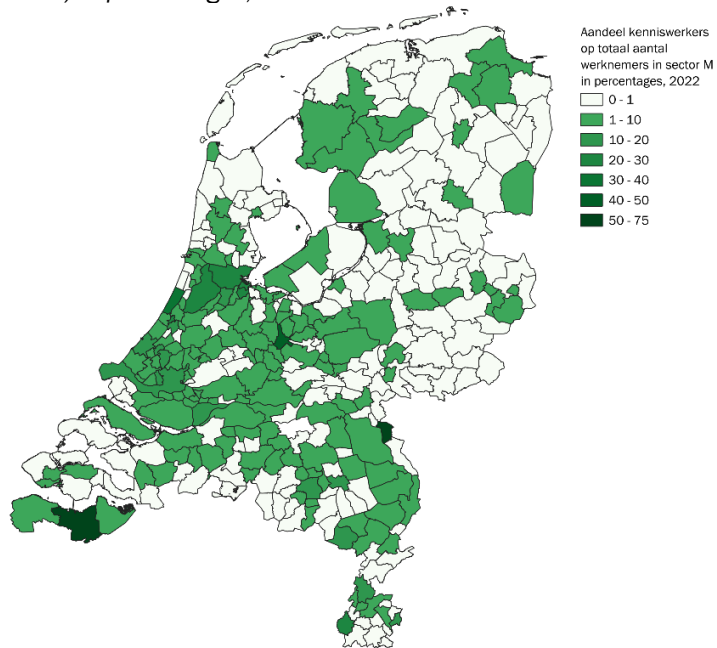 Aandeel kenniswerkers
op totaal aantal
werknemers in sector M
in percentages, 2022
0 - 1
1 - 10
10 - 20
20 - 30
30 - 40
40 - 50
50 - 75